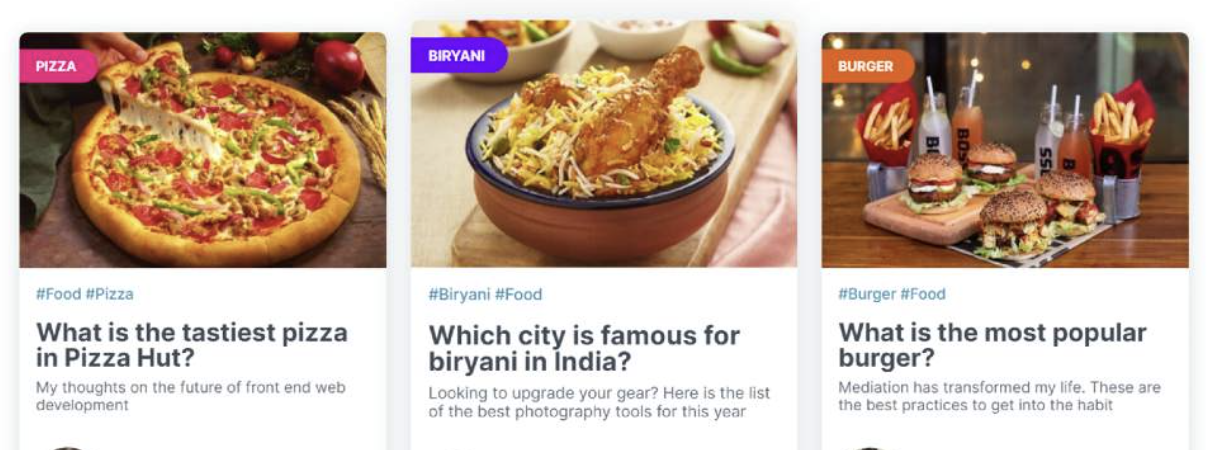 PIZZA
#Food #Pizza
What is the tastiest pizza
in Pizza Hut?
My thoughts on the future of front end web
development
BIRYANI
#Biryani #Food
Which city is famous for
biryani in India?
Looking to upgrade your gear? Here is the list
of the best photography tools for this year
BURGER
#Burger #Food
What is the most popular
burger?
Mediation has transformed my life. These are
the best practices to get into the habit